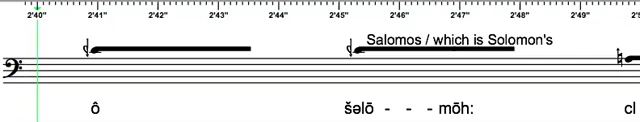 2'40" 2'41" 2'42" 2'43" 2'44" 2'45" 2'46" 2'47" 2'48" 2'49"
Salomos / which is Solomon's
ô šəlō - - - mōh: cl